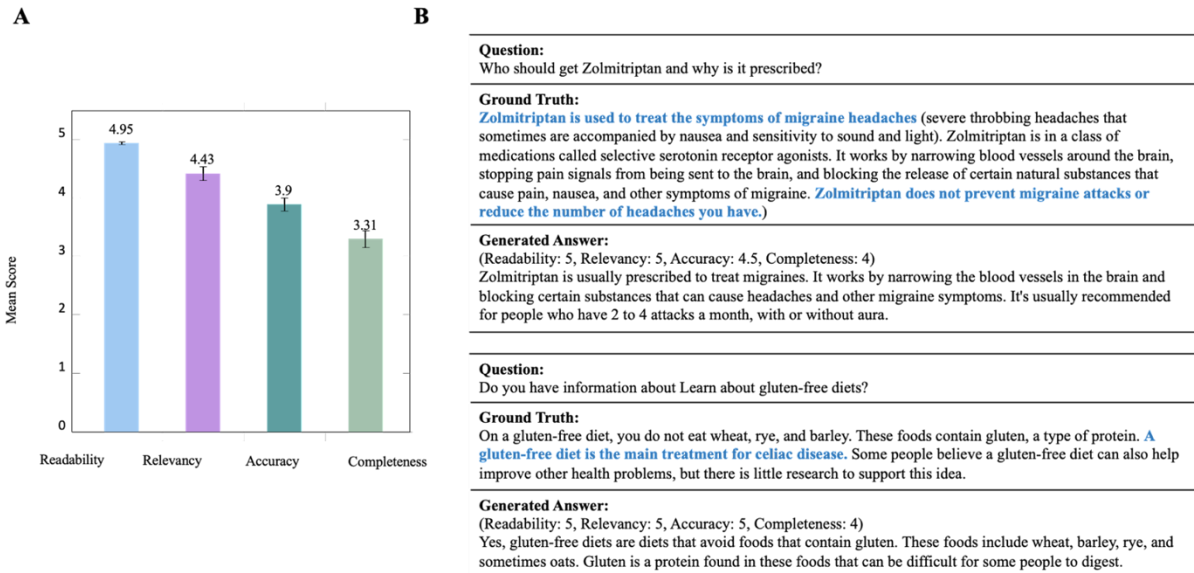 A
B
Mean Score
5
4
3
2
1
0
4.95
4.43
3.9
3.31
Readability
Relevancy
Accuracy
Completeness
Question:
Who should get Zolmitriptan and why is it prescribed?
Ground Truth:
Zolmitriptan is used to treat the symptoms of migraine headaches (severe throbbing headaches that
sometimes are accompanied by nausea and sensitivity to sound and light). Zolmitriptan is in a class of
medications called selective serotonin receptor agonists. It works by narrowing blood vessels around the brain,
stopping pain signals from being sent to the brain, and blocking the release of certain natural substances that
cause pain, nausea, and other symptoms of migraine. Zolmitriptan does not prevent migraine attacks or
reduce the number of headaches you have.)
Generated Answer:
(Readability: 5, Relevancy: 5, Accuracy: 4.5, Completeness: 4)
Zolmitriptan is usually prescribed to treat migraines. It works by narrowing the blood vessels in the brain and
blocking certain substances that can cause headaches and other migraine symptoms. It's usually recommended
for people who have 2 to 4 attacks a month, with or without aura.
Question:
Do you have information about Learn about gluten-free diets?
Ground Truth:
On a gluten-free diet, you do not eat wheat, rye, and barley. These foods contain gluten, a type of protein. A
gluten-free diet is the main treatment for celiac disease. Some people believe a gluten-free diet can also help
improve other health problems, but there is little research to support this idea.
Generated Answer:
(Readability: 5, Relevancy: 5, Accuracy: 5, Completeness: 4)
Yes, gluten-free diets are diets that avoid foods that contain gluten. These foods include wheat, barley, rye, and
sometimes oats. Gluten is a protein found in these foods that can be difficult for some people to digest.